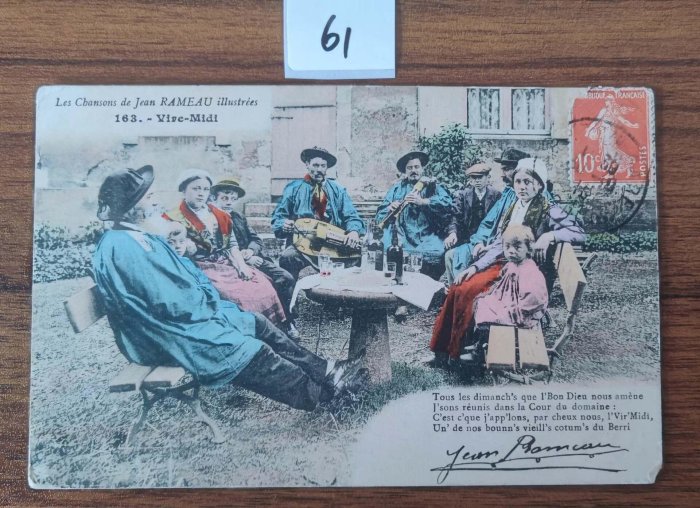 61
Les Chansons de Jean RAMEAU illustrées
163. - Vire-Midi
RÉPUBLIQUE FRANÇAISE
10c
POSTES
Tous les dimanch's que l'Bon Dieu nous amène
J'sons réunis dans la Cour du domaine :
C'est c'que j'app'lons, par cheux nous, l'Vir'Midi,
Un' de nos bounn's vieill's cotum's du Berri
Jean Rameau